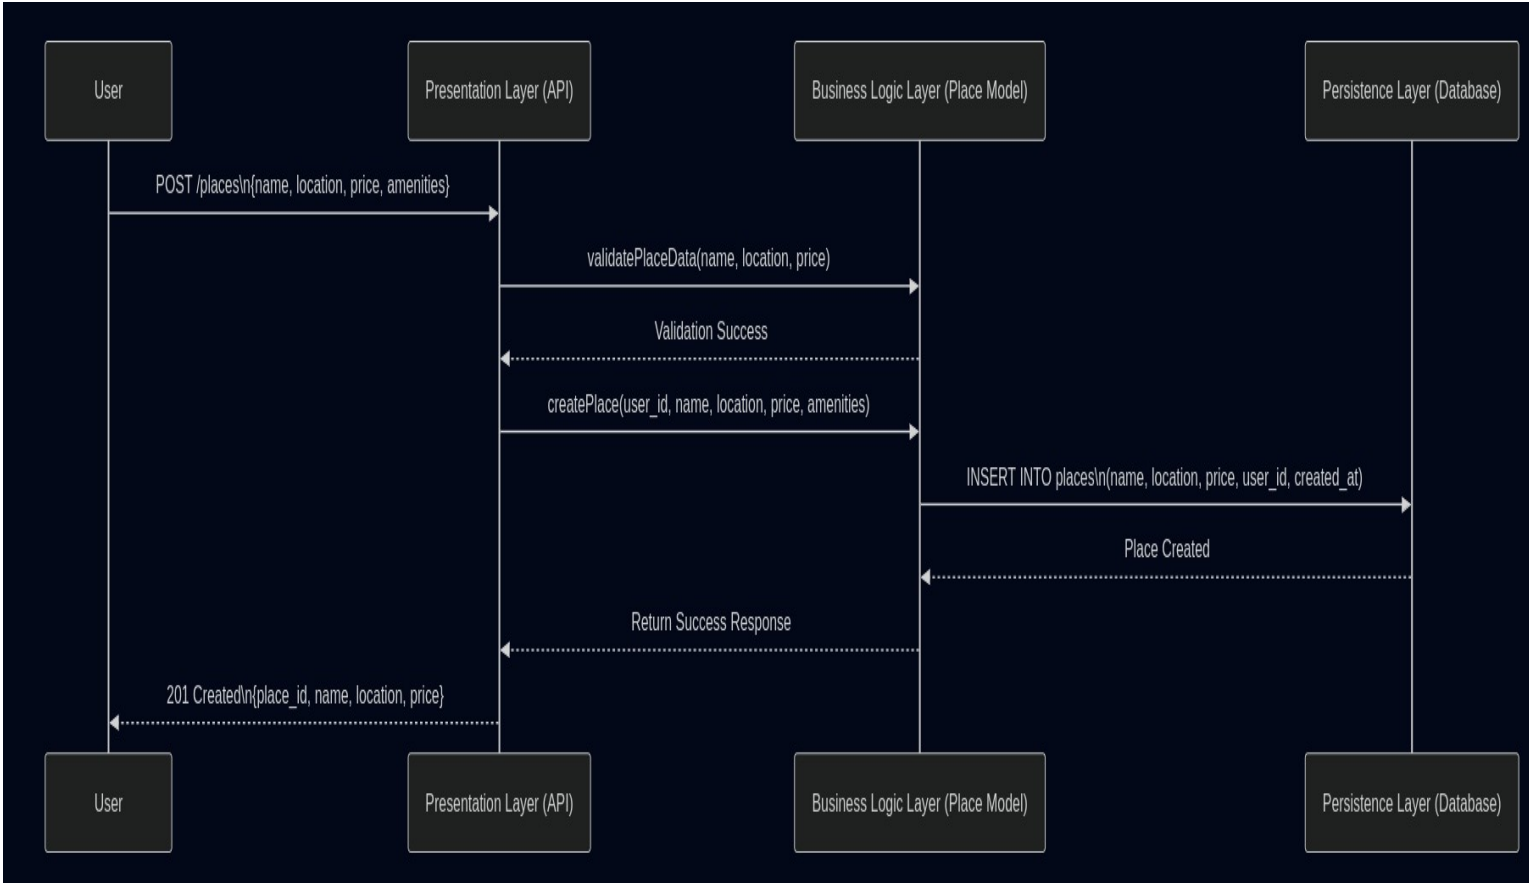 User
Presentation Layer (API)
Business Logic Layer (Place Model)
Persistence Layer (Database)
POST /places\n{name, location, price, amenities}
validatePlaceData(name, location, price)
Validation Success
createPlace(user_id, name, location, price, amenities)
INSERT INTO places\n(name, location, price, user_id, created_at)
Place Created
Return Success Response
201 Created\n{place_id, name, location, price}
User
Presentation Layer (API)
Business Logic Layer (Place Model)
Persistence Layer (Database)